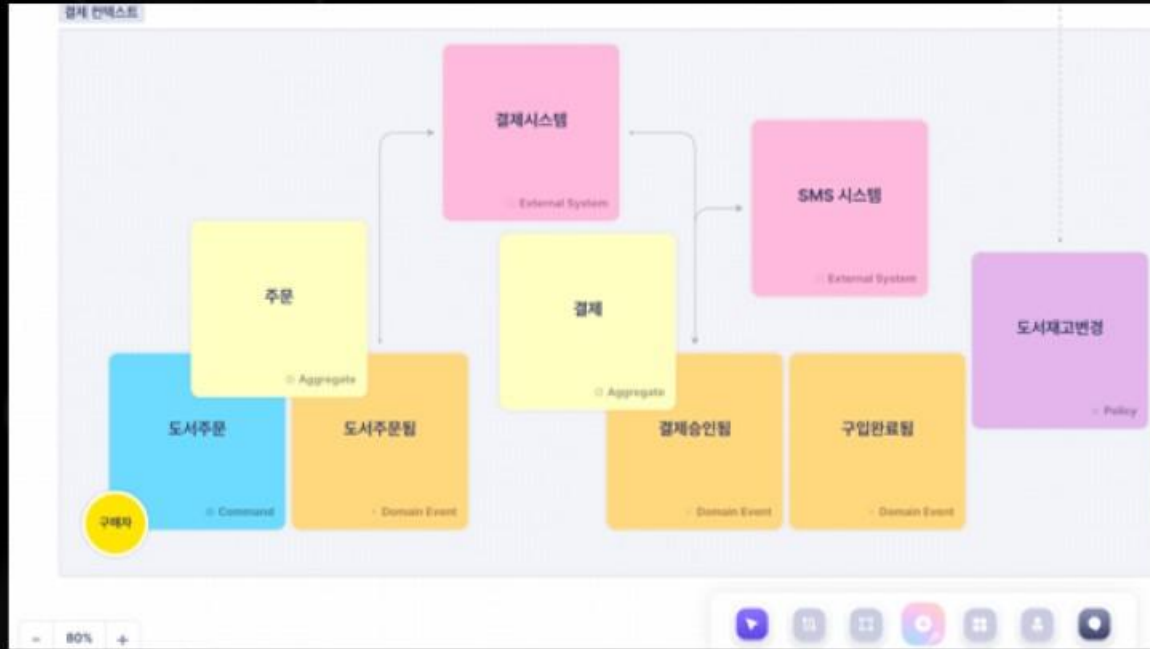 결제 컨텍스트
결제시스템
External System
SMS 시스템
External System
주문
Aggregate
결제
Aggregate
도서재고변경
Policy
도서주문
Command
도서주문됨
Domain Event
결제승인됨
Domain Event
구입완료됨
Domain Event
구매자
- 80% +